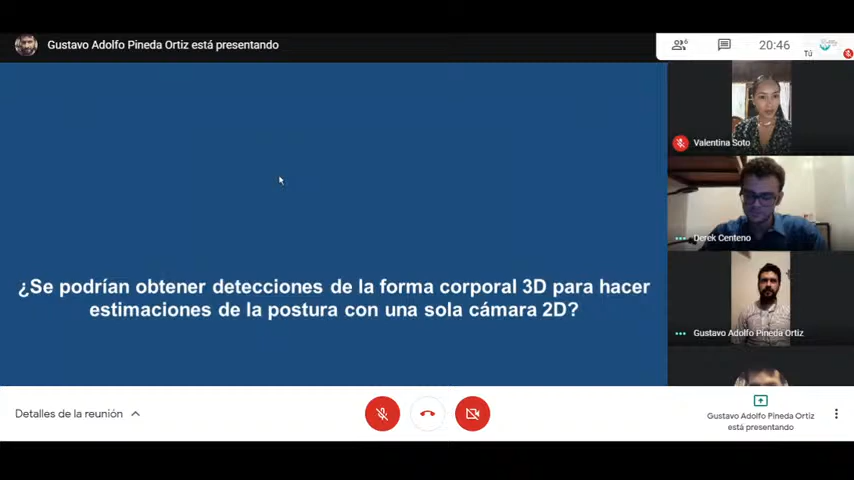 Gustavo Adolfo Pineda Ortiz está presentando
6
20:46
Tú
Valentina Soto
Derek Centeno
Gustavo Adolfo Pineda Ortiz
¿Se podrían obtener detecciones de la forma corporal 3D para hacer
estimaciones de la postura con una sola cámara 2D?
Detalles de la reunión
Gustavo Adolfo Pineda Ortiz
está presentando